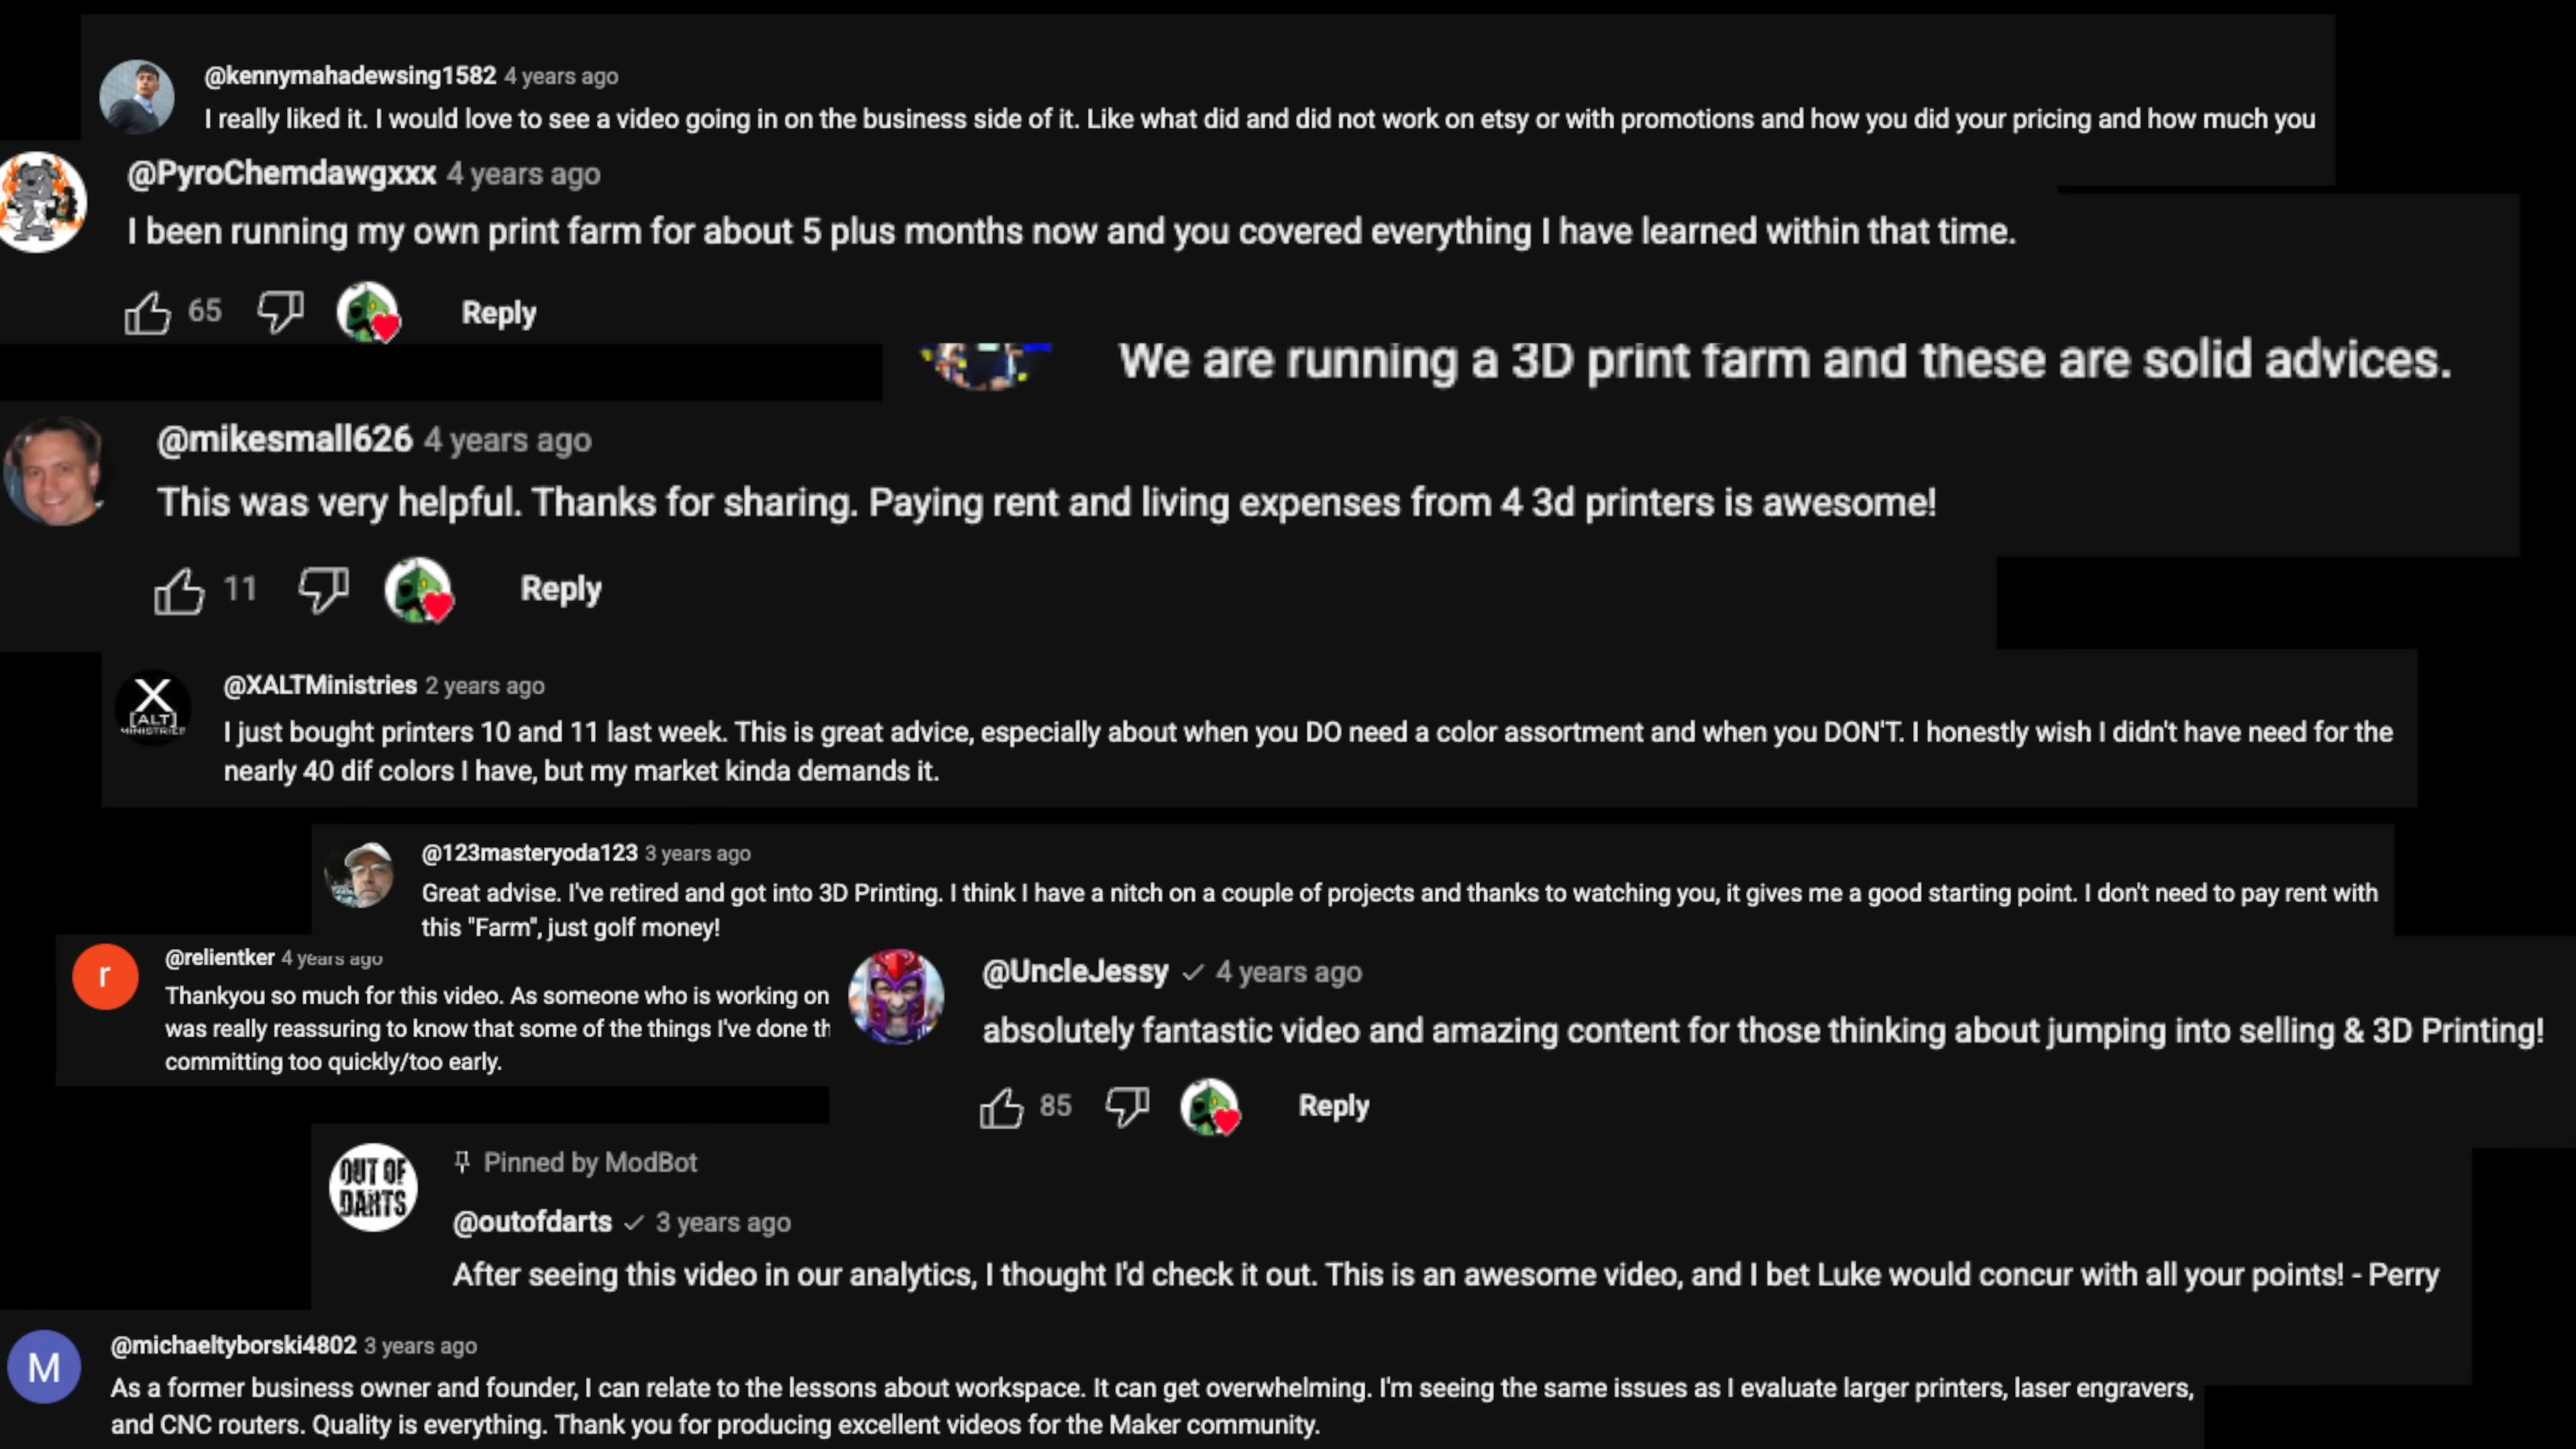 @kennymahadewsing1582 4 years ago
I really liked it. I would love to see a video going in on the business side of it. Like what did and did not work on etsy or with promotions and how you did your pricing and how much you
@PyroChemdawgxxx 4 years ago
I been running my own print farm for about 5 plus months now and you covered everything I have learned within that time.
65 Reply
We are running a 3D print farm and these are solid advices.
@mikesmall626 4 years ago
This was very helpful. Thanks for sharing. Paying rent and living expenses from 4 3d printers is awesome!
11 Reply
X
[ALT]
MINISTRIES
@XALTMinistries 2 years ago
I just bought printers 10 and 11 last week. This is great advice, especially about when you DO need a color assortment and when you DON'T. I honestly wish I didn't have need for the
nearly 40 dif colors I have, but my market kinda demands it.
@123masteryoda123 3 years ago
Great advise. I've retired and got into 3D Printing. I think I have a nitch on a couple of projects and thanks to watching you, it gives me a good starting point. I don't need to pay rent with
this "Farm", just golf money!
r
@relientker 4 years ago
Thankyou so much for this video. As someone who is working on
was really reassuring to know that some of the things I've done th
committing too quickly/too early.
@UncleJessy 4 years ago
absolutely fantastic video and amazing content for those thinking about jumping into selling & 3D Printing!
85 Reply
OUT OF
DARTS
Pinned by ModBot
@outofdarts 3 years ago
After seeing this video in our analytics, I thought I'd check it out. This is an awesome video, and I bet Luke would concur with all your points! - Perry
M
@michaeltyborski4802 3 years ago
As a former business owner and founder, I can relate to the lessons about workspace. It can get overwhelming. I'm seeing the same issues as I evaluate larger printers, laser engravers,
and CNC routers. Quality is everything. Thank you for producing excellent videos for the Maker community.